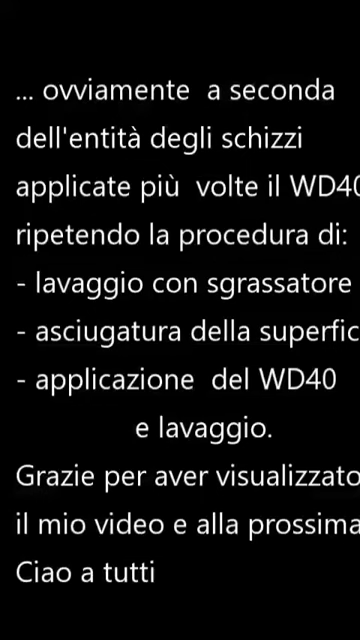 ... ovviamente a seconda
dell'entità degli schizzi
applicate più volte il WD40
ripetendo la procedura di:
- lavaggio con sgrassatore
- asciugatura della superfic
- applicazione del WD40
e lavaggio.
Grazie per aver visualizzato
il mio video e alla prossima
Ciao a tutti